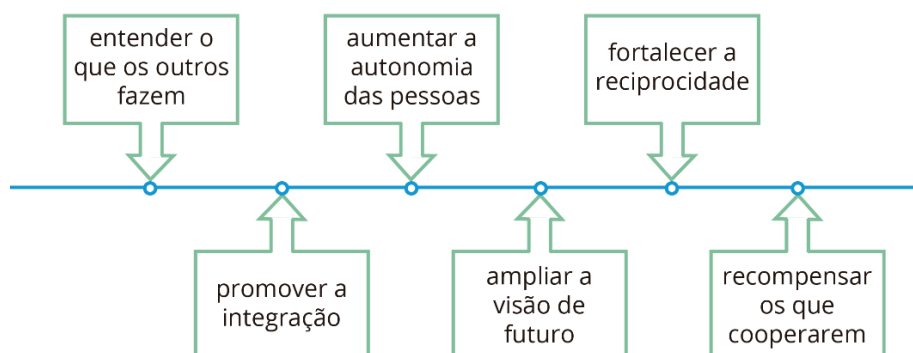 entender o
que os outros
fazem
promover a
integração
aumentar a
autonomia
das pessoas
ampliar a
visão de
futuro
fortalecer a
reciprocidade
recompensar
os que
cooperarem